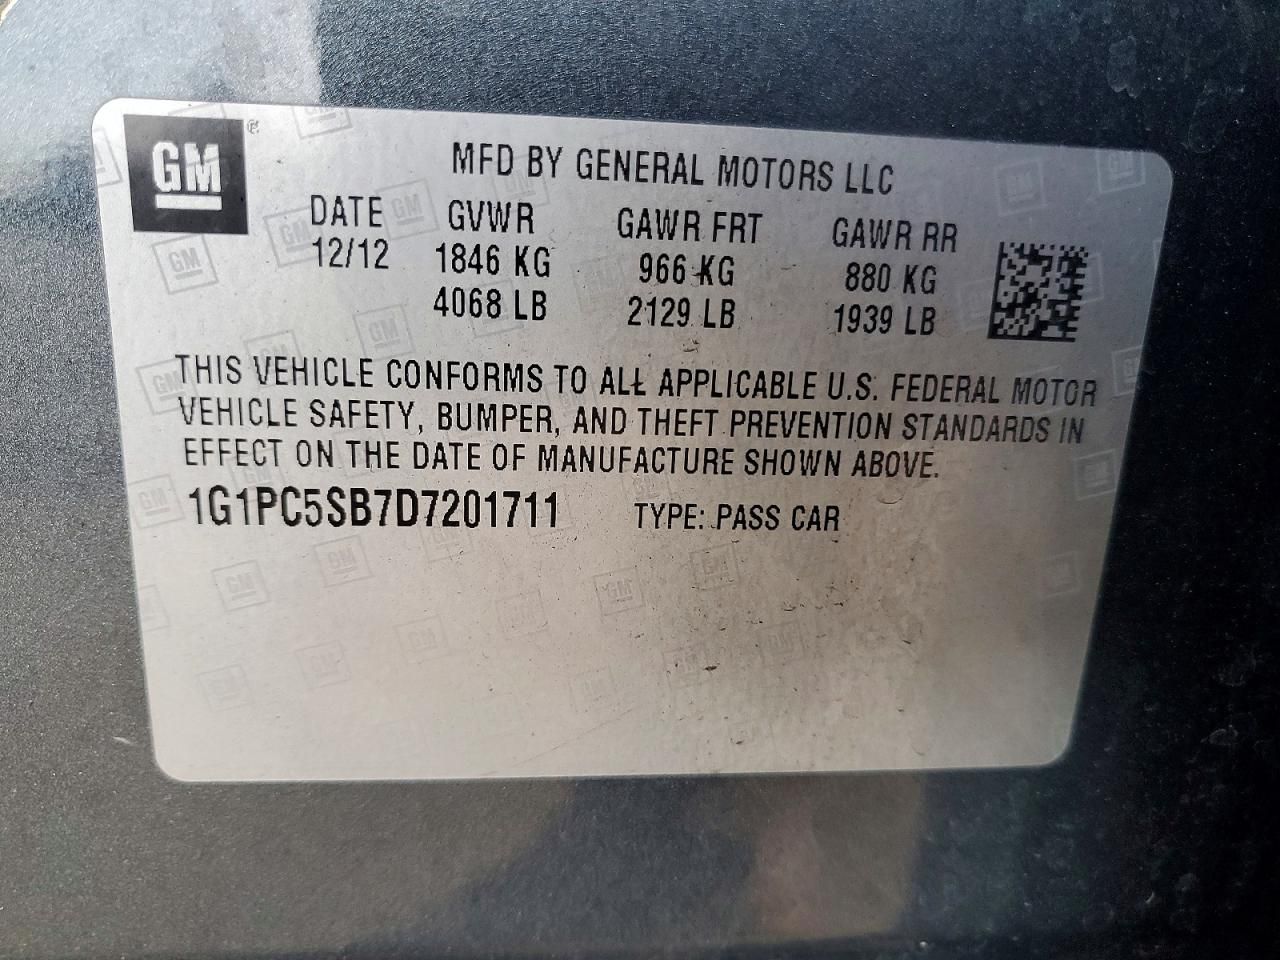 GM ®
MFD BY GENERAL MOTORS LLC
DATE GVWR GAWR FRT GAWR RR
12/12 1846 KG 966 KG 880 KG
4068 LB 2129 LB 1939 LB
THIS VEHICLE CONFORMS TO ALL APPLICABLE U.S. FEDERAL MOTOR
VEHICLE SAFETY, BUMPER, AND THEFT PREVENTION STANDARDS IN
EFFECT ON THE DATE OF MANUFACTURE SHOWN ABOVE.
1G1PC5SB7D7201711 TYPE: PASS CAR